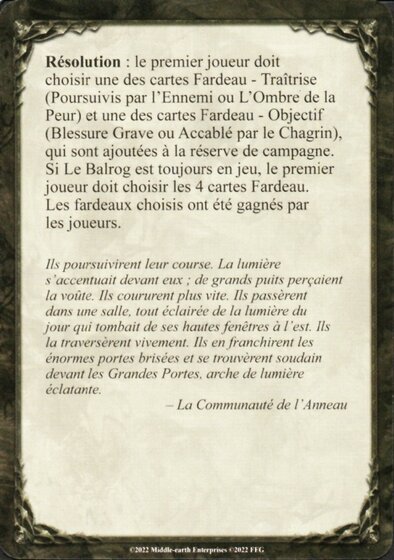 Résolution : le premier joueur doit
choisir une des cartes Fardeau - Traîtrise
(Poursuivis par l'Ennemi ou L'Ombre de la
Peur) et une des cartes Fardeau - Objectif
(Blessure Grave ou Accablé par le Chagrin),
qui sont ajoutées à la réserve de campagne.
Si Le Balrog est toujours en jeu, le premier
joueur doit choisir les 4 cartes Fardeau.
Les fardeaux choisis ont été gagnés par
les joueurs.
Ils poursuivirent leur course. La lumière
s'accentuait devant eux ; de grands puits perçaient
la voûte. Ils coururent plus vite. Ils passèrent
dans une salle, tout éclairée de la lumière du
jour qui tombait de ses hautes fenêtres à l'est. Ils
la traversèrent vivement. Ils en franchirent les
énormes portes brisées et se trouvèrent soudain
devant les Grandes Portes, arche de lumière
éclatante.
– La Communauté de l'Anneau
©2022 Middle-earth Enterprises ©2022 FFG